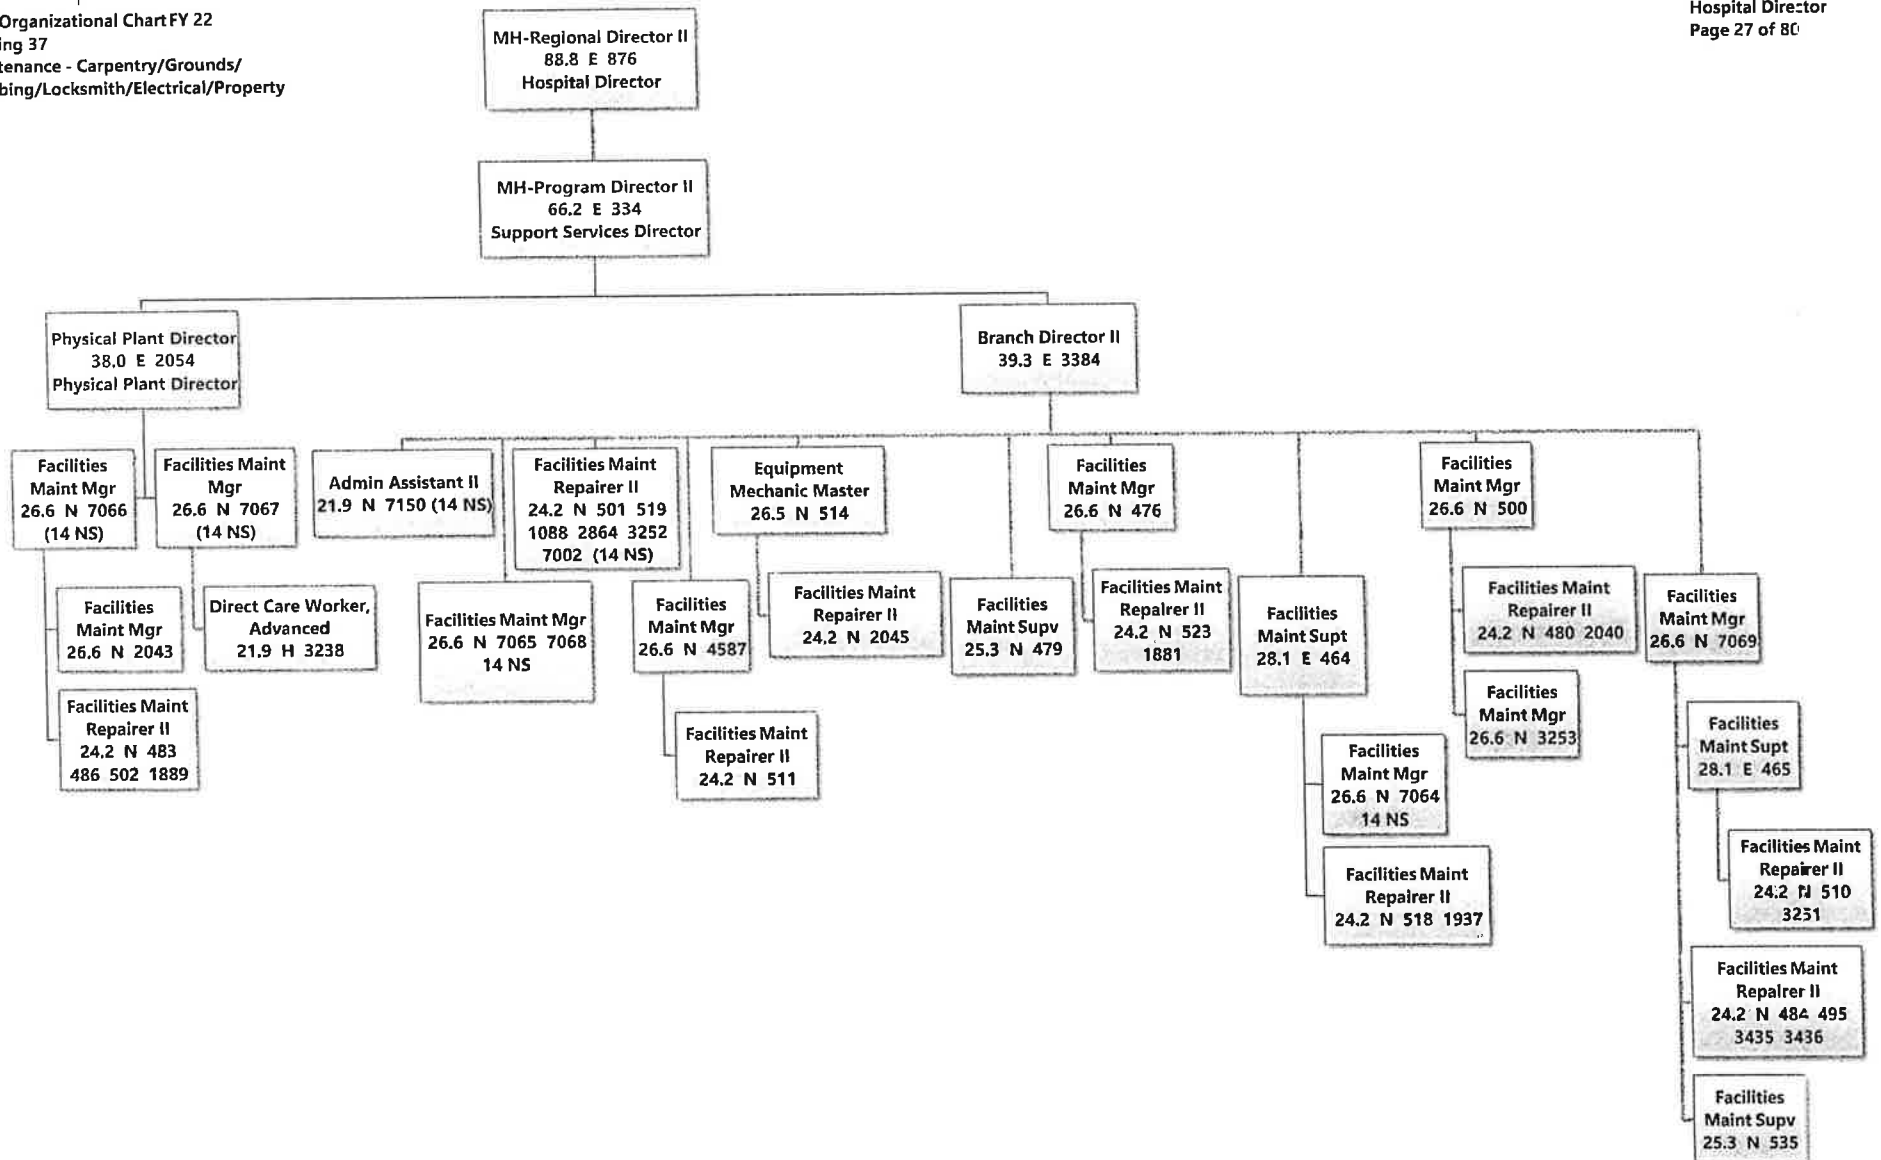 Organizational Chart FY 22
ing 37
tenance - Carpentry/Grounds/
bing/Locksmith/Electrical/Property
Hospital Director
Page 27 of 80
MH-Regional Director II
88.8 E 876
Hospital Director
MH-Program Director II
66.2 E 334
Support Services Director
Physical Plant Director
38.0 E 2054
Physical Plant Director
Branch Director II
39.3 E 3384
Facilities
Maint Mgr
26.6 N 7066
(14 NS)
Facilities Maint
Mgr
26.6 N 7067
(14 NS)
Admin Assistant II
21.9 N 7150 (14 NS)
Facilities Maint
Repairer II
24.2 N 501 519
1088 2864 3252
7002 (14 NS)
Equipment
Mechanic Master
26.5 N 514
Facilities
Maint Mgr
26.6 N 476
Facilities
Maint Mgr
26.6 N 500
Facilities
Maint Mgr
26.6 N 2043
Direct Care Worker,
Advanced
21.9 H 3238
Facilities Maint Mgr
26.6 N 7065 7068
14 NS
Facilities
Maint Mgr
26.6 N 4587
Facilities Maint
Repairer II
24.2 N 2045
Facilities
Maint Supv
25.3 N 479
Facilities Maint
Repairer II
24.2 N 523
1881
Facilities
Maint Supt
28.1 E 464
Facilities Maint
Repairer II
24.2 N 480 2040
Facilities
Maint Mgr
26.6 N 7069
Facilities Maint
Repairer II
24.2 N 483
486 502 1889
Facilities Maint
Repairer II
24.2 N 511
Facilities
Maint Mgr
26.6 N 3253
Facilities
Maint Mgr
26.6 N 7064
14 NS
Facilities Maint
Repairer II
24.2 N 518 1937
Facilities
Maint Supt
28.1 E 465
Facilities Maint
Repairer II
24.2 N 510
3251
Facilities Maint
Repairer II
24.2 N 484 495
3435 3436
Facilities
Maint Supv
25.3 N 535